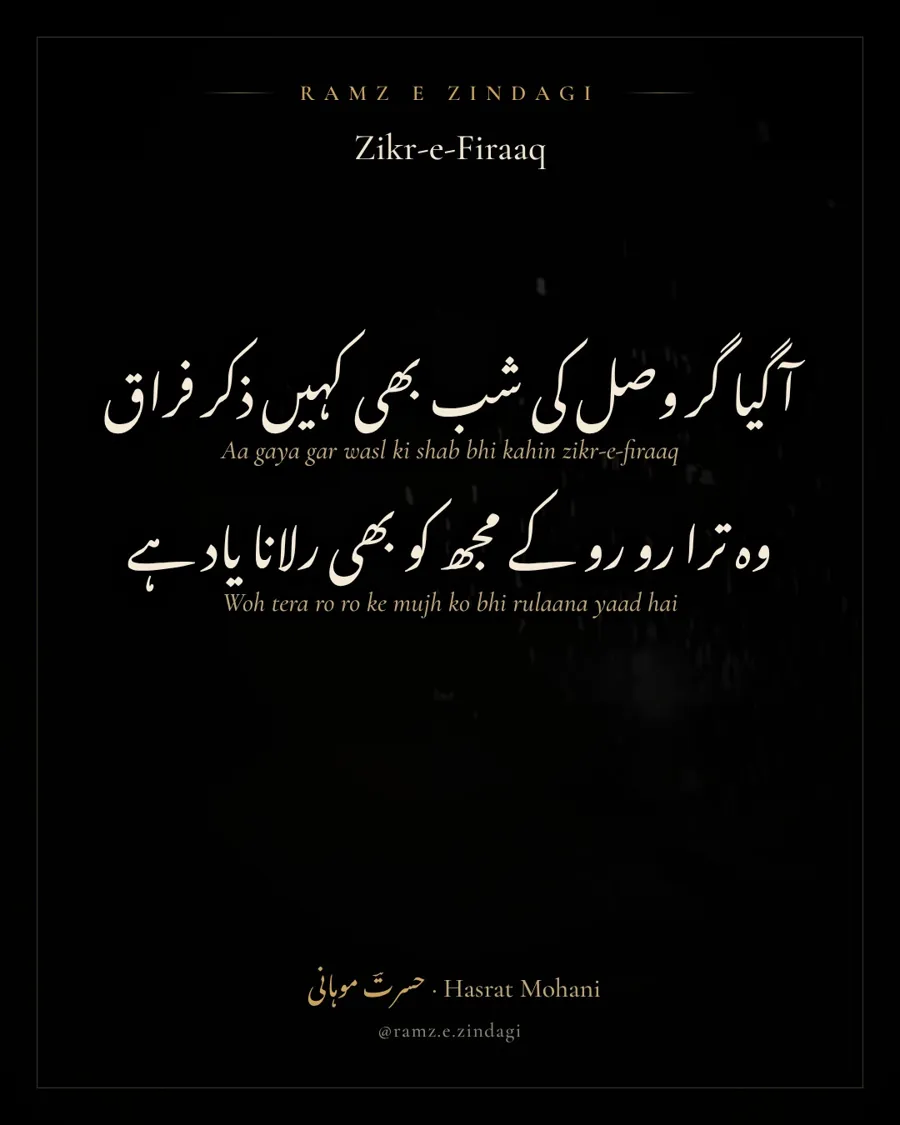 RAMZ E ZINDAGI
Zikr-e-Firaaq
آگیا گر وصل کی شب بھی کہیں ذکر فراق
Aa gaya gar wasl ki shab bhi kahin zikr-e-firaaq
وہ ترا رو رو کے مجھ کو بھی رلانا یاد ہے
Woh tera ro ro ke mujh ko bhi rulaana yaad hai
حسرتؔ موہانی · Hasrat Mohani
@ramz.e.zindagi